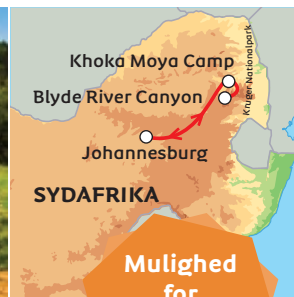 Khoka Moya Camp
Kruger Nationalpark
Blyde River Canyon
Johannesburg
SYDAFRIKA
Mulighed
for